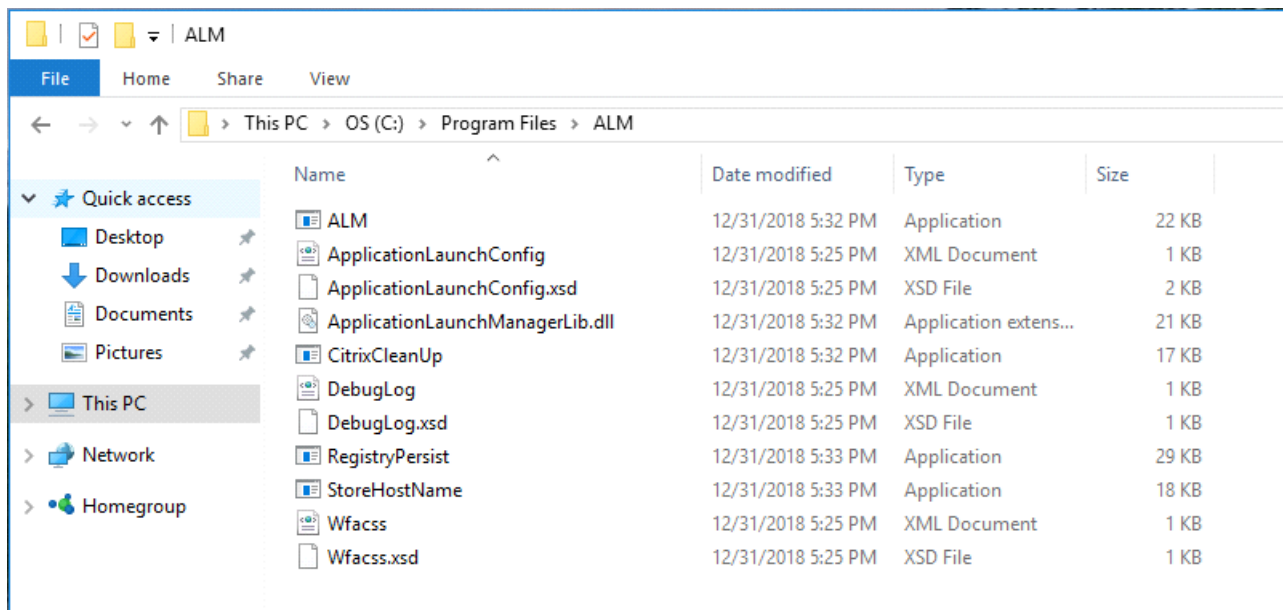 ALM
File Home Share View
This PC > OS (C:) > Program Files > ALM
Name Date modified Type Size
Quick access
Desktop
Downloads
Documents
Pictures
This PC
Network
Homegroup
ALM 12/31/2018 5:32 PM Application 22 KB
ApplicationLaunchConfig 12/31/2018 5:25 PM XML Document 1 KB
ApplicationLaunchConfig.xsd 12/31/2018 5:25 PM XSD File 2 KB
ApplicationLaunchManagerLib.dll 12/31/2018 5:32 PM Application extens... 21 KB
CitrixCleanUp 12/31/2018 5:32 PM Application 17 KB
DebugLog 12/31/2018 5:25 PM XML Document 1 KB
DebugLog.xsd 12/31/2018 5:25 PM XSD File 1 KB
RegistryPersist 12/31/2018 5:33 PM Application 29 KB
StoreHostName 12/31/2018 5:33 PM Application 18 KB
Wfacss 12/31/2018 5:25 PM XML Document 1 KB
Wfacss.xsd 12/31/2018 5:25 PM XSD File 1 KB